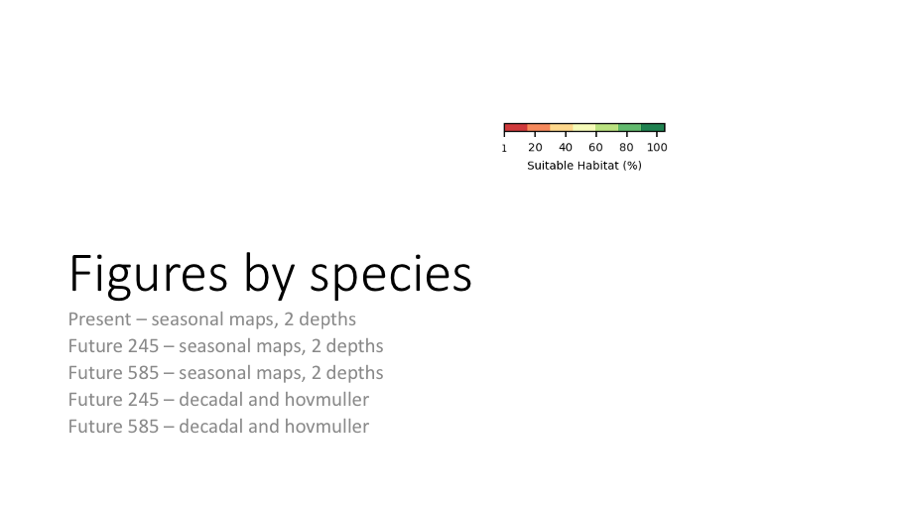 1 20 40 60 80 100
Suitable Habitat (%)
Figures by species
Present – seasonal maps, 2 depths
Future 245 – seasonal maps, 2 depths
Future 585 – seasonal maps, 2 depths
Future 245 – decadal and hovmuller
Future 585 – decadal and hovmuller